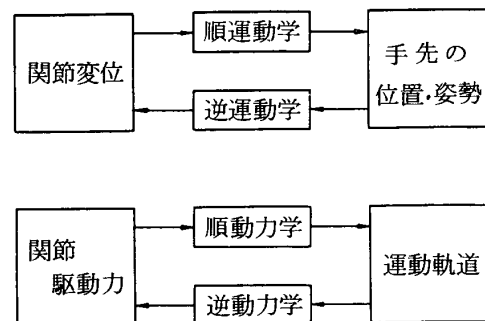 順運動学
関節変位
手先の
位置・姿勢
逆運動学
順動力学
関節
駆動力
運動軌道
逆動力学